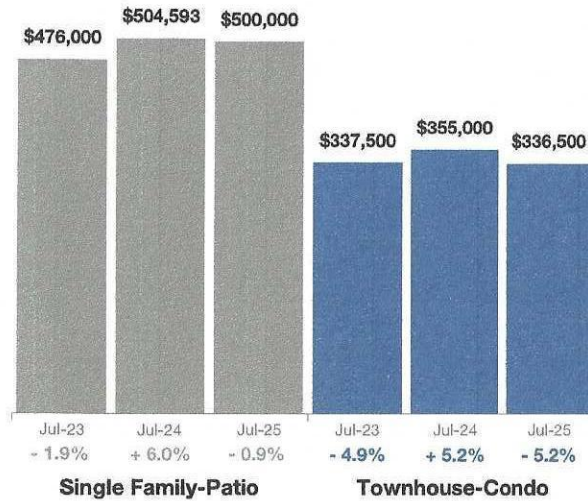 $476,000 $504,593 $500,000 $337,500 $355,000 $336,500
Jul-23 Jul-24 Jul-25 Jul-23 Jul-24 Jul-25
- 1.9% + 6.0% - 0.9% - 4.9% + 5.2% - 5.2%
Single Family-Patio Townhouse-Condo